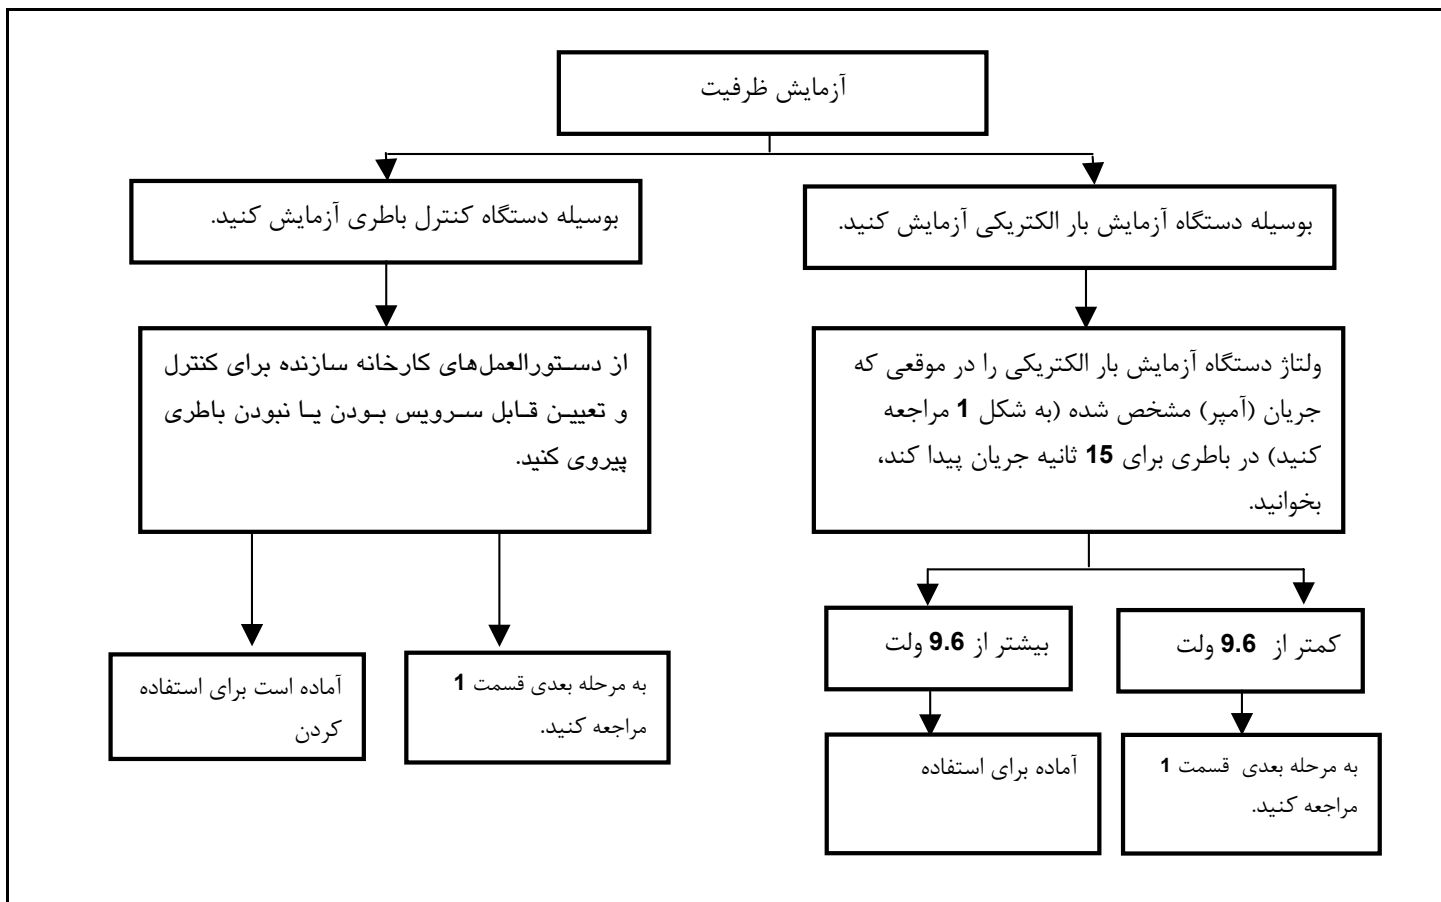 آزمایش ظرفیت
بوسیله دستگاه آزمایش بار الکتریکی آزمایش کنید.
بوسیله دستگاه کنترل باطری آزمایش کنید.
ولتاژ دستگاه آزمایش بار الکتریکی را در موقعی که
جریان (آمپر) مشخص شده (به شکل 1 مراجعه
کنید) در باطری برای 15 ثانیه جریان پیدا کند،
بخوانید.
از دستورالعمل‌های کارخانه سازنده برای کنترل
و تعیین قابل سرویس بودن یا نبودن باطری
پیروی کنید.
کمتر از 9.6 ولت
بیشتر از 9.6 ولت
به مرحله بعدی قسمت 1
مراجعه کنید.
آماده برای استفاده
به مرحله بعدی قسمت 1
مراجعه کنید.
آماده است برای استفاده
کردن